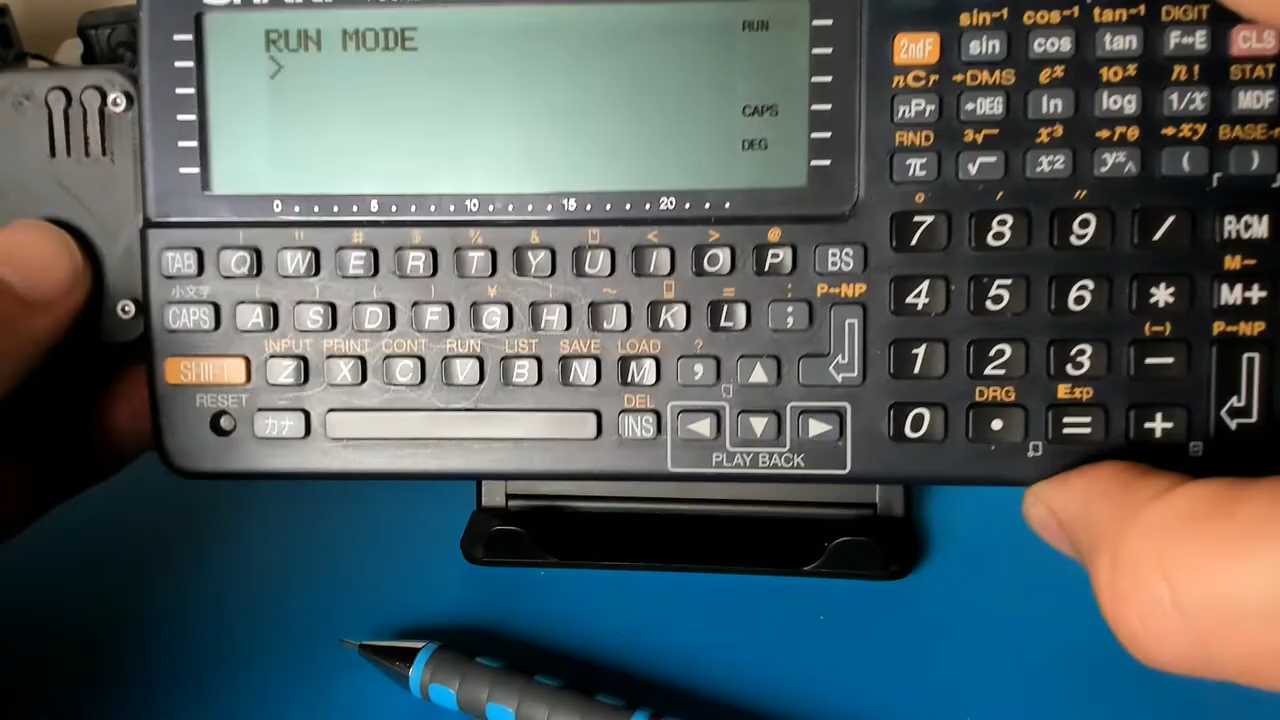 RUN MODE
>
RUN
CAPS
DEG
0 5 10 15 20
sin⁻¹ cos⁻¹ tan⁻¹ DIGIT
2ndF sin cos tan F↔E CLS
nCr →DMS eˣ 10ˣ n! STAT
nPr →DEG ln log 1/x MDF
RND ³√ x³ →rθ →xy BASE-
π √ x² yˣ ^ ( )
7 8 9 / R·CM
M−
4 5 6 * M+
(−) P↔NP
1 2 3 −
DRG Exp
0 • = +
! " # $ % & < > @
TAB Q W E R T Y U I O P BS
小文字 ¥ ~ = : P↔NP
CAPS A S D F G H J K L ;
INPUT PRINT CONT RUN LIST SAVE LOAD ?
SHIFT Z X C V B N M , ▲
RESET DEL
カナ INS ◀ ▼ ▶
PLAY BACK